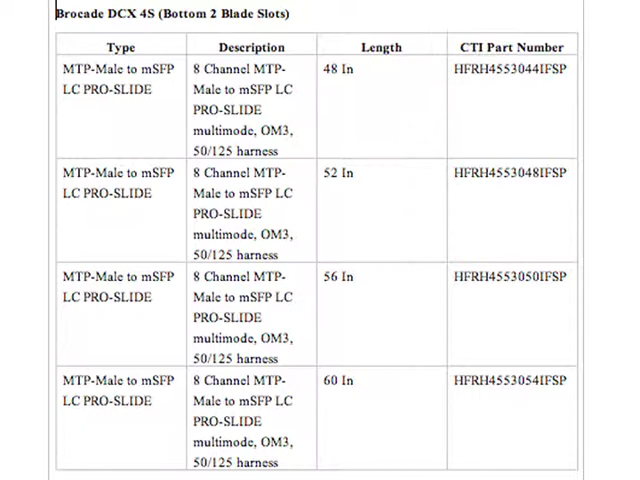 Brocade DCX 4S (Bottom 2 Blade Slots)
Type Description Length CTI Part Number
MTP-Male to mSFP 8 Channel MTP- 48 In HFRH4553044IFSP
LC PRO-SLIDE Male to mSFP LC
PRO-SLIDE
multimode, OM3,
50/125 harness
MTP-Male to mSFP 8 Channel MTP- 52 In HFRH4553048IFSP
LC PRO-SLIDE Male to mSFP LC
PRO-SLIDE
multimode, OM3,
50/125 harness
MTP-Male to mSFP 8 Channel MTP- 56 In HFRH4553050IFSP
LC PRO-SLIDE Male to mSFP LC
PRO-SLIDE
multimode, OM3,
50/125 harness
MTP-Male to mSFP 8 Channel MTP- 60 In HFRH4553054IFSP
LC PRO-SLIDE Male to mSFP LC
PRO-SLIDE
multimode, OM3,
50/125 harness